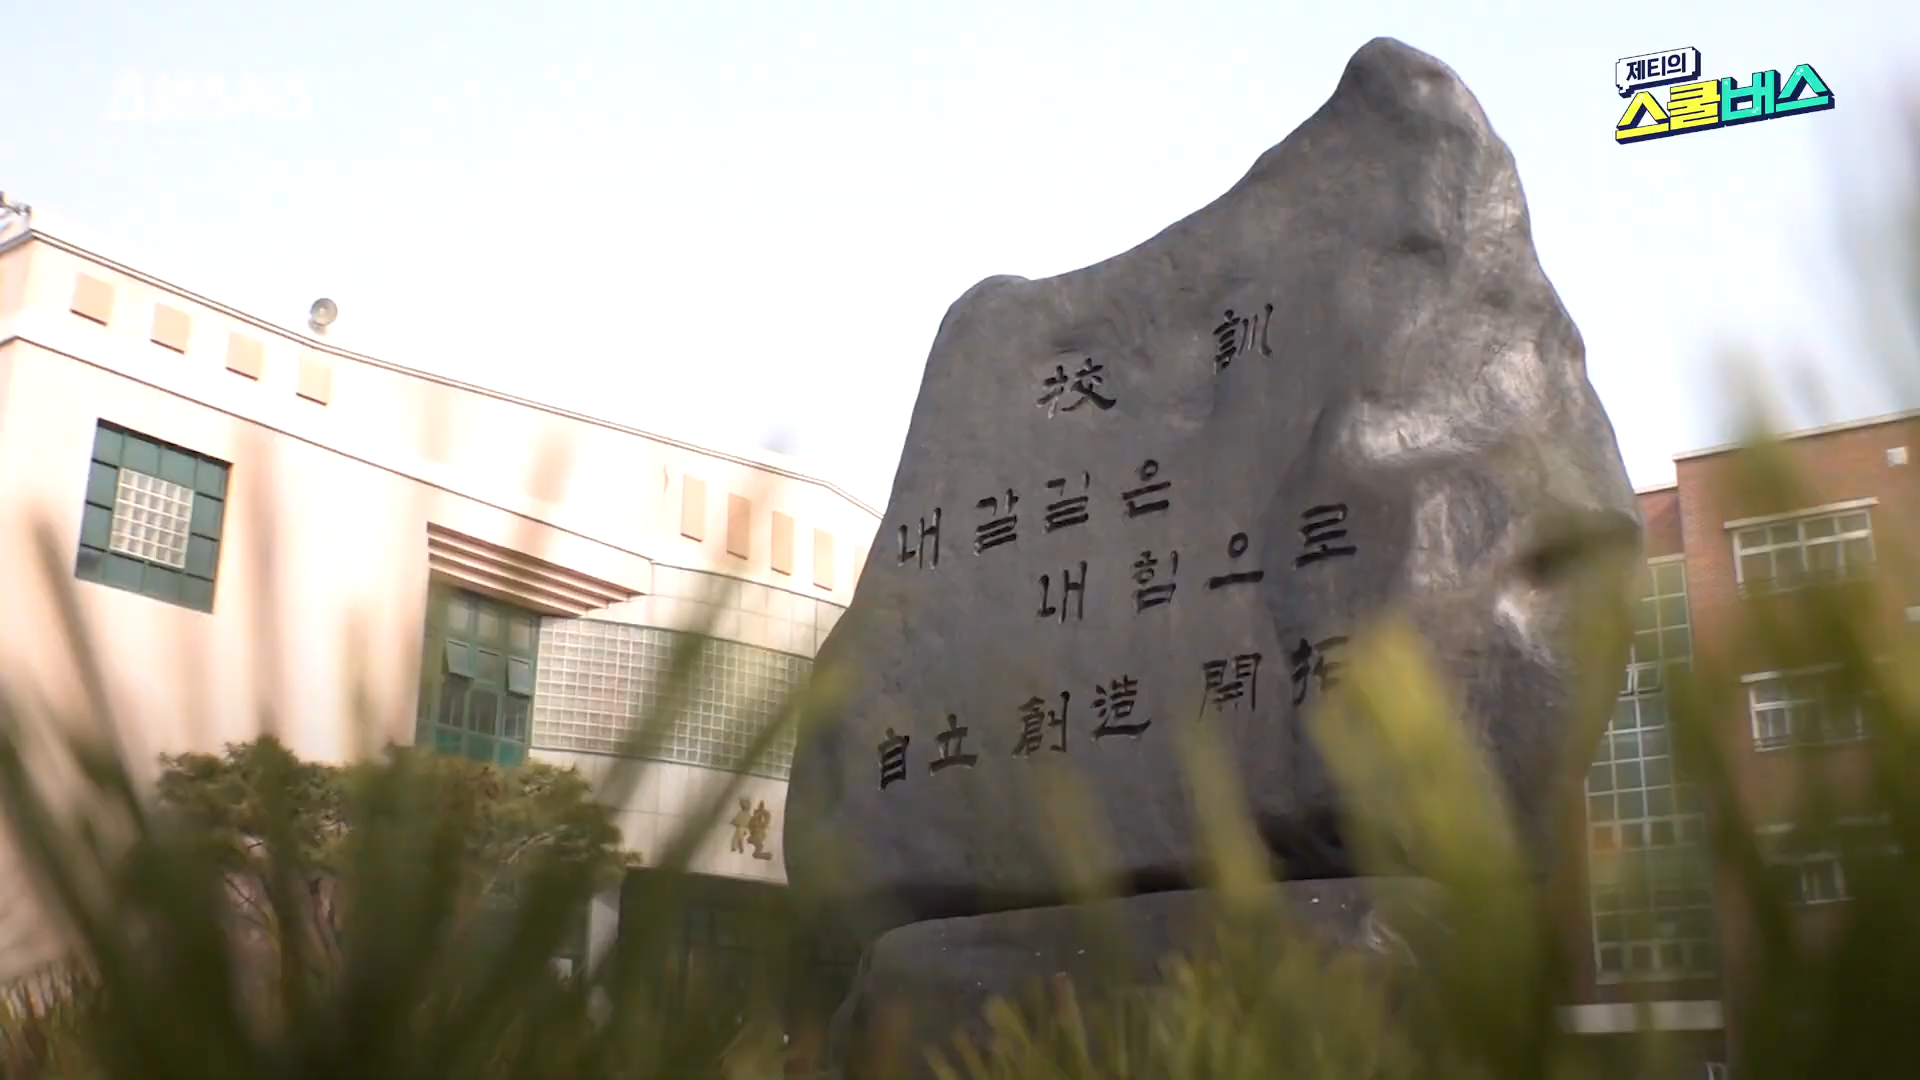 제티의
스쿨버스
校訓
내 갈 길은
내 힘으로
自立 創造 開拓